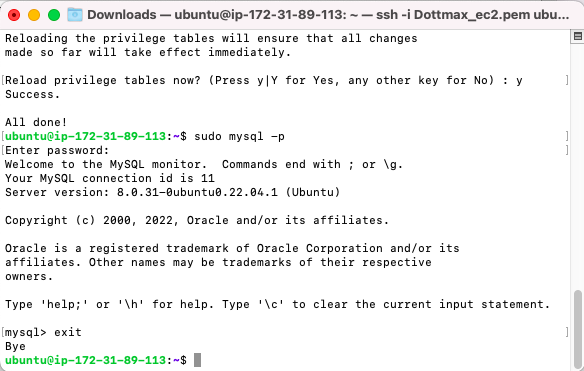 Downloads — ubuntu@ip-172-31-89-113: ~ — ssh -i Dottmax_ec2.pem ubu...
Reloading the privilege tables will ensure that all changes
made so far will take effect immediately.
[Reload privilege tables now? (Press y|Y for Yes, any other key for No) : y ]
Success.
All done!
[ubuntu@ip-172-31-89-113:~$ sudo mysql -p ]
[Enter password: ]
Welcome to the MySQL monitor.  Commands end with ; or \g.
Your MySQL connection id is 11
Server version: 8.0.31-0ubuntu0.22.04.1 (Ubuntu)
Copyright (c) 2000, 2022, Oracle and/or its affiliates.
Oracle is a registered trademark of Oracle Corporation and/or its
affiliates. Other names may be trademarks of their respective
owners.
Type 'help;' or '\h' for help. Type '\c' to clear the current input statement.
[mysql> exit ]
Bye
ubuntu@ip-172-31-89-113:~$